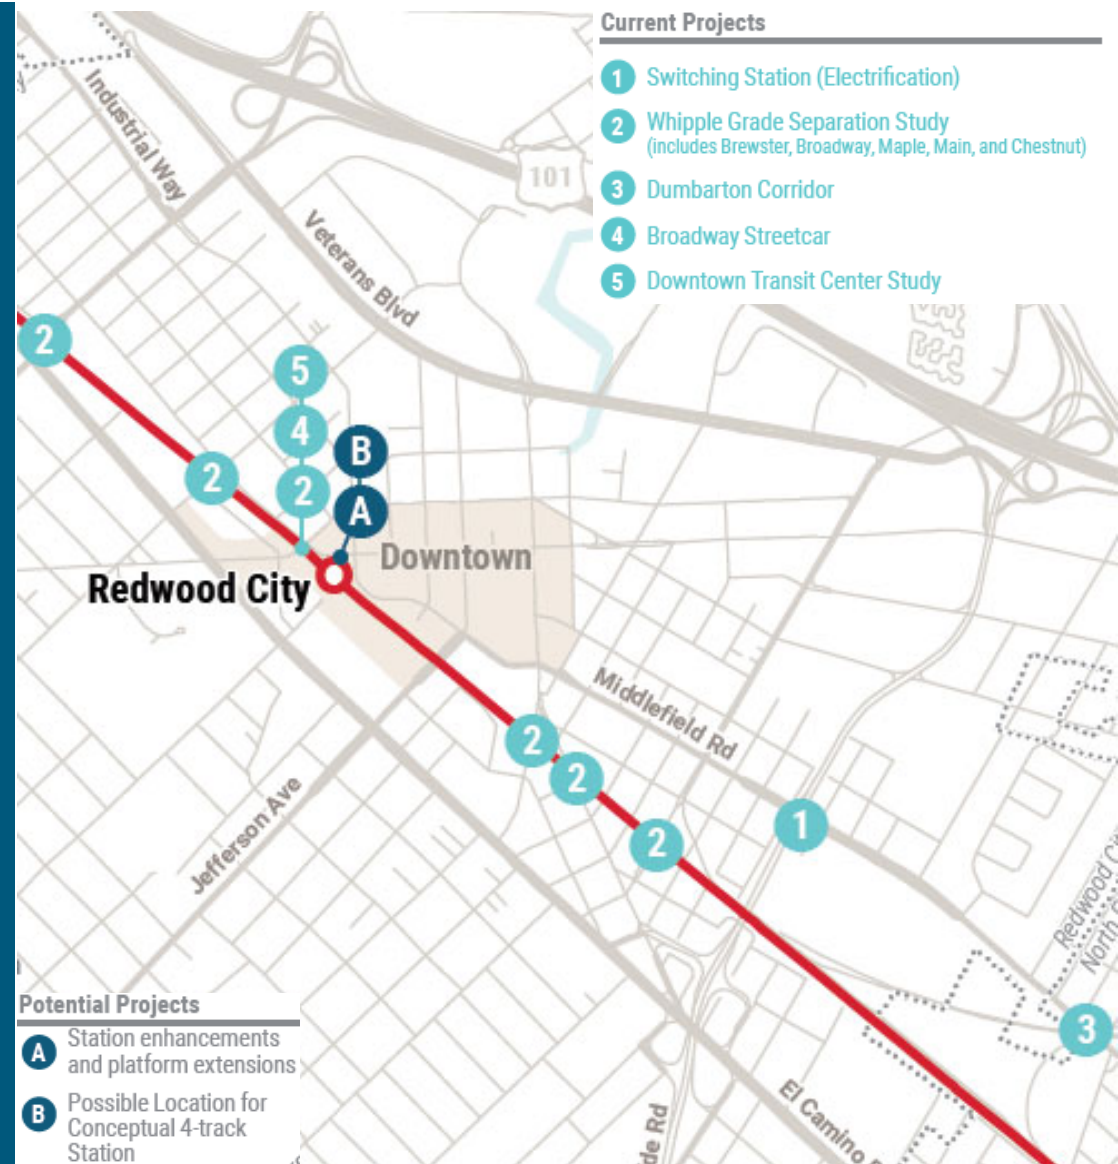 Current Projects
1 Switching Station (Electrification)
2 Whipple Grade Separation Study
(includes Brewster, Broadway, Maple, Main, and Chestnut)
3 Dumbarton Corridor
4 Broadway Streetcar
5 Downtown Transit Center Study
Industrial Way
101
Veterans Blvd
2
5
4
B
2
2
A
Downtown
Redwood City
Middlefield Rd
2
2
1
2
Jefferson Ave
Redwood
North
3
El Camino
Potential Projects
A Station enhancements
and platform extensions
B Possible Location for
Conceptual 4-track
Station
Rd